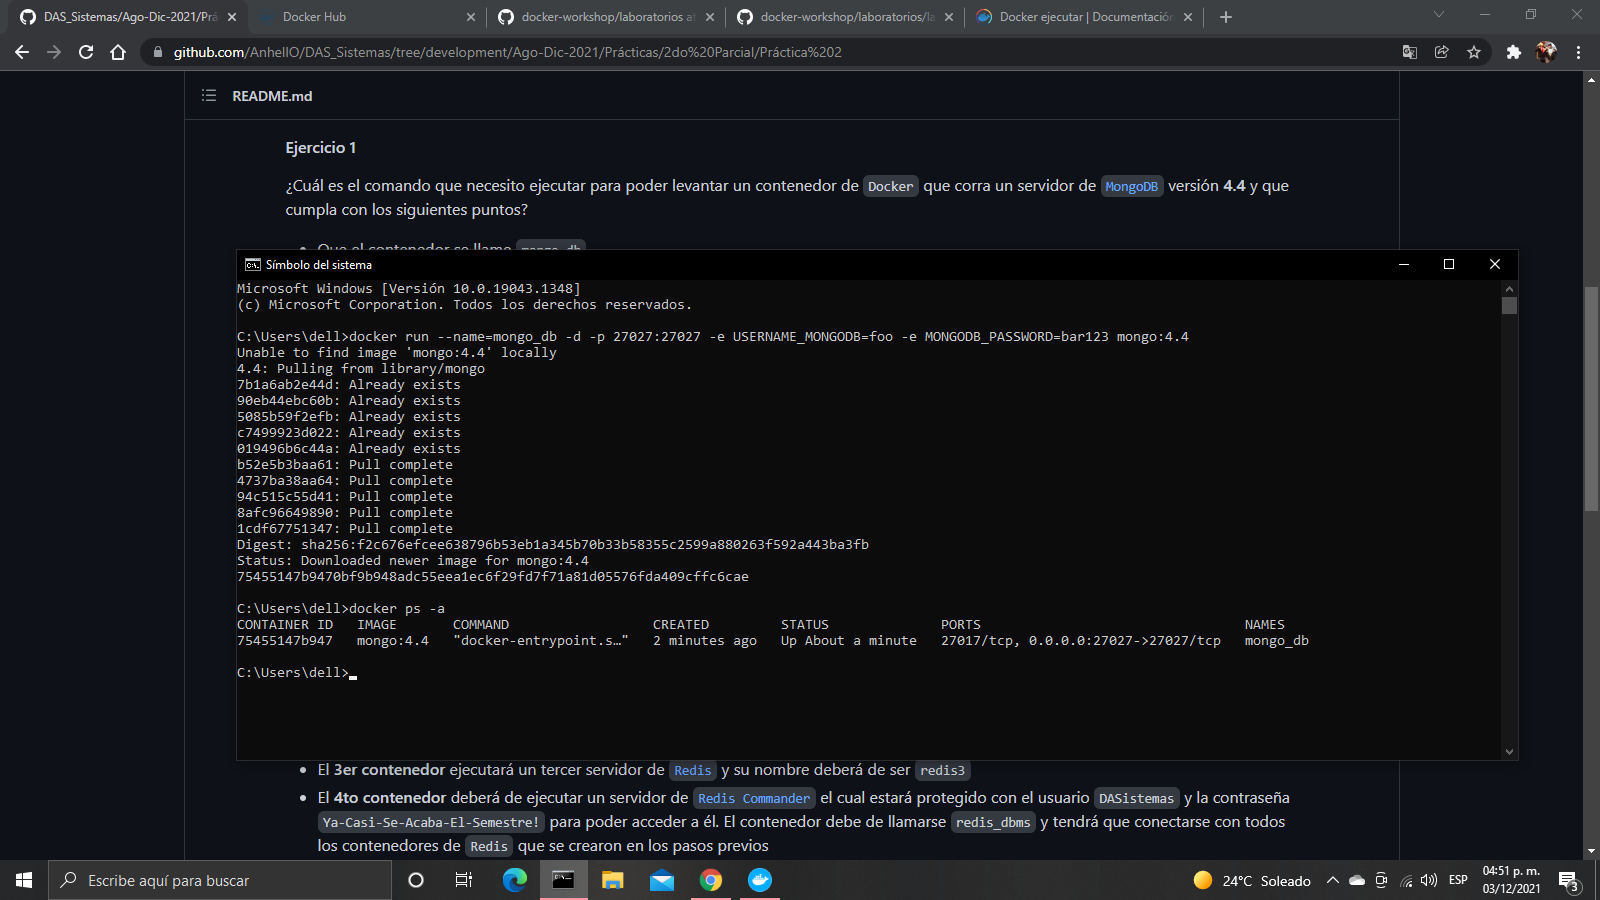 DAS_Sistemas/Ago-Dic-2021/Prá
Docker Hub
docker-workshop/laboratorios at
docker-workshop/laboratorios/la
Docker ejecutar | Documentación
github.com/AnhellO/DAS_Sistemas/tree/development/Ago-Dic-2021/Prácticas/2do%20Parcial/Práctica%202
README.md
Ejercicio 1
¿Cuál es el comando que necesito ejecutar para poder levantar un contenedor de Docker que corra un servidor de MongoDB versión 4.4 y que
cumpla con los siguientes puntos?
Que el contenedor se llame mongo_db
Símbolo del sistema
Microsoft Windows [Versión 10.0.19043.1348]
(c) Microsoft Corporation. Todos los derechos reservados.
C:\Users\dell>docker run --name=mongo_db -d -p 27027:27027 -e USERNAME_MONGODB=foo -e MONGODB_PASSWORD=bar123 mongo:4.4
Unable to find image 'mongo:4.4' locally
4.4: Pulling from library/mongo
7b1a6ab2e44d: Already exists
90eb44ebc60b: Already exists
5085b59f2efb: Already exists
c7499923d022: Already exists
019496b6c44a: Already exists
b52e5b3baa61: Pull complete
4737ba38aa64: Pull complete
94c515c55d41: Pull complete
8afc96649890: Pull complete
1cdf67751347: Pull complete
Digest: sha256:f2c676efcee638796b53eb1a345b70b33b58355c2599a880263f592a443ba3fb
Status: Downloaded newer image for mongo:4.4
75455147b9470bf9b948adc55eea1ec6f29fd7f71a81d05576fda409cffc6cae
C:\Users\dell>docker ps -a
CONTAINER ID IMAGE COMMAND CREATED STATUS PORTS NAMES
75455147b947 mongo:4.4 "docker-entrypoint.s…" 2 minutes ago Up About a minute 27017/tcp, 0.0.0.0:27027->27027/tcp mongo_db
C:\Users\dell>
El 3er contenedor ejecutará un tercer servidor de Redis y su nombre deberá de ser redis3
El 4to contenedor deberá de ejecutar un servidor de Redis Commander el cual estará protegido con el usuario DASistemas y la contraseña
Ya-Casi-Se-Acaba-El-Semestre! para poder acceder a él. El contenedor debe de llamarse redis_dbms y tendrá que conectarse con todos
los contenedores de Redis que se crearon en los pasos previos
Escribe aquí para buscar
24°C Soleado
ESP
04:51 p. m.
03/12/2021
3